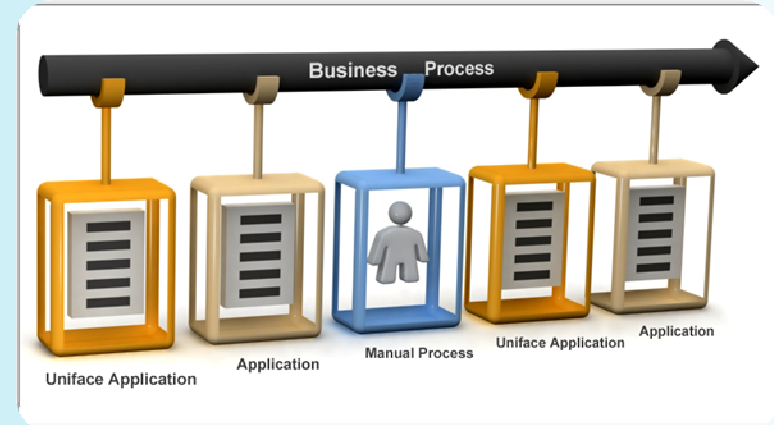 Business Process
Uniface Application
Application
Manual Process
Uniface Application
Application